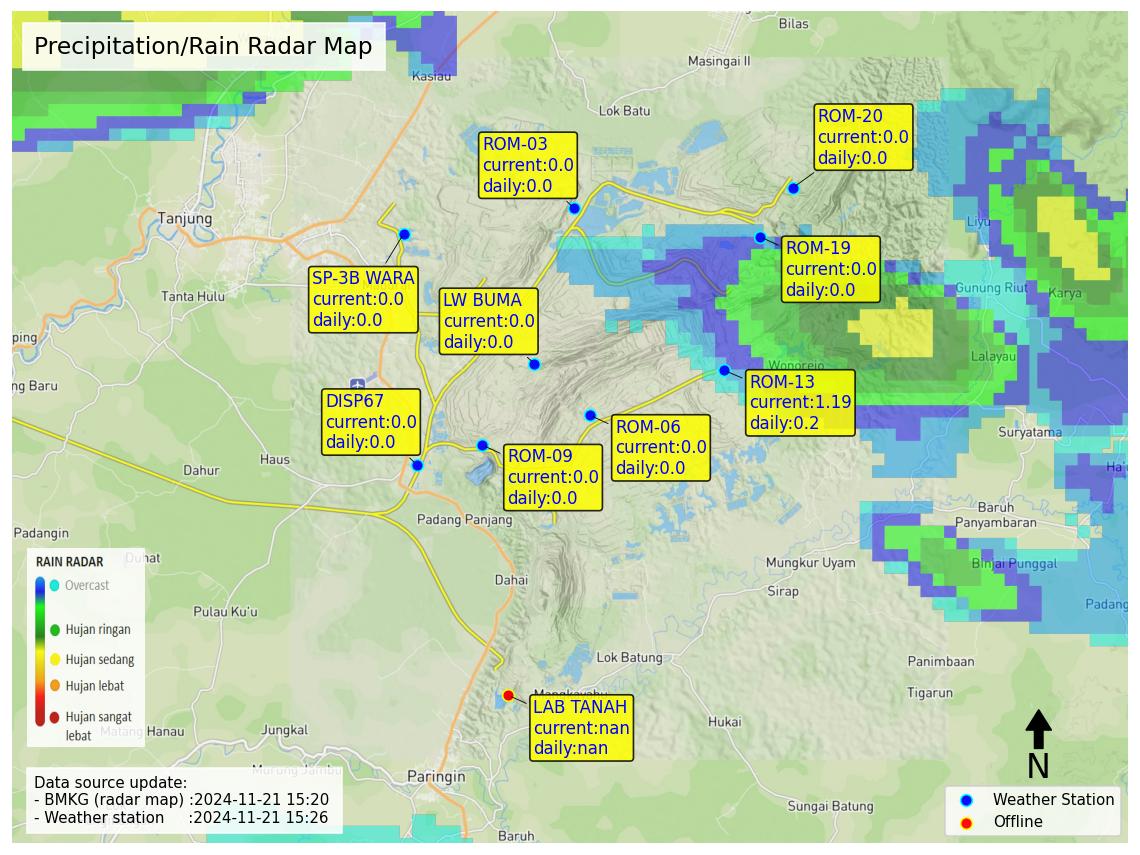 Bilas
Precipitation/Rain Radar Map
Masingai II
Kasiau
Lok Batu
ROM-20
current:0.0
daily:0.0
ROM-03
current:0.0
daily:0.0
Tanjung
Liyu
ROM-19
current:0.0
daily:0.0
SP-3B WARA
current:0.0
daily:0.0
Tanta Hulu
LW BUMA
current:0.0
daily:0.0
Gunung Riut
Karya
ping
Lalayau
Wonorejo
ng Baru
ROM-13
current:1.19
daily:0.2
DISP67
current:0.0
daily:0.0
ROM-06
current:0.0
daily:0.0
Suryatama
ROM-09
current:0.0
daily:0.0
Haus
Dahur
Ha'u
Baruh
Panyambaran
Padang Panjang
Padangin
Duhat
RAIN RADAR
Overcast
Hujan ringan
Hujan sedang
Hujan lebat
Hujan sangat
lebat
Mungkur Uyam
Binjai Punggal
Dahai
Sirap
Padang
Pulau Ku'u
Lok Batung
Panimbaan
Tigarun
Mangkayahu
LAB TANAH
current:nan
daily:nan
Hukai
Matang Hanau
Jungkal
N
Murung Jambu
Paringin
Data source update:
- BMKG (radar map) :2024-11-21 15:20
- Weather station :2024-11-21 15:26
Sungai Batung
Baruh
Weather Station
Offline